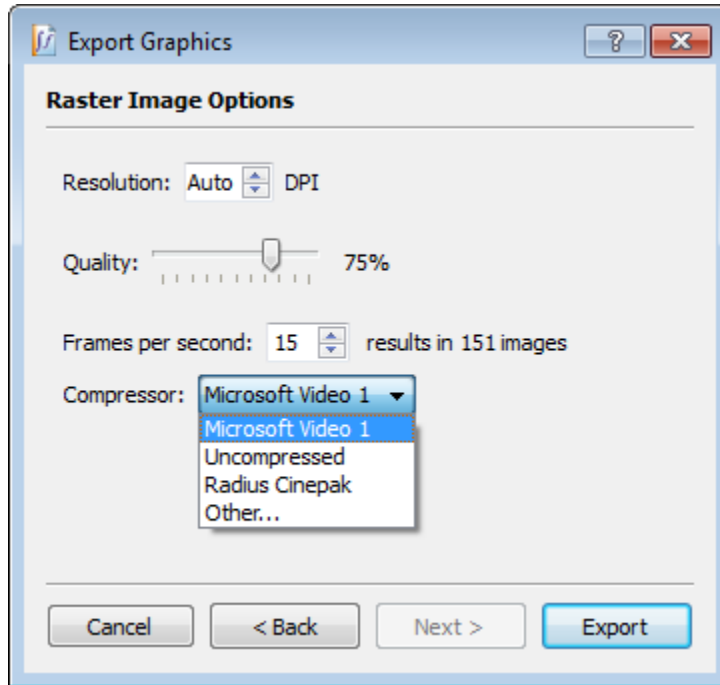 Export Graphics
Raster Image Options
Resolution: Auto DPI
Quality: 75%
Frames per second: 15 results in 151 images
Compressor: Microsoft Video 1
Microsoft Video 1
Uncompressed
Radius Cinepak
Other...
Cancel < Back Next > Export